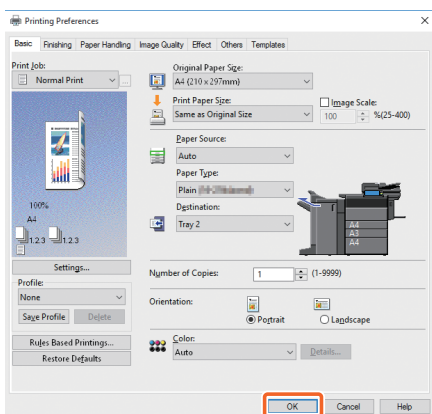 Printing Preferences
Basic Finishing Paper Handling Image Quality Effect Others Templates
Print Job:
Normal Print
100%
A4
1.2.3 1.2.3
Settings...
Profile:
None
Save Profile Delete
Rules Based Printings...
Restore Defaults
Original Paper Size:
A4 (210 x 297mm)
Print Paper Size:
Same as Original Size
Image Scale:
100 %(25-400)
Paper Source:
Auto
Paper Type:
Plain
Destination:
Tray 2
A4
A3
A4
Number of Copies: 1 (1-9999)
Orientation:
Portrait Landscape
Color:
Auto Details...
OK Cancel Help